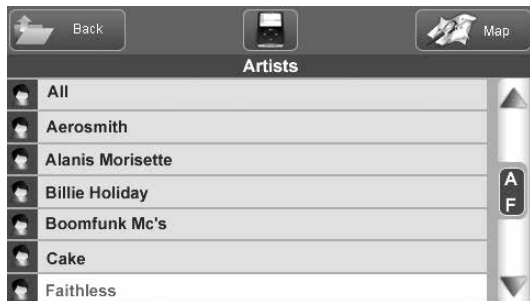 Back
Map
Artists
All
Aerosmith
Alanis Morisette
Billie Holiday
Boomfunk Mc's
Cake
Faithless
A
F